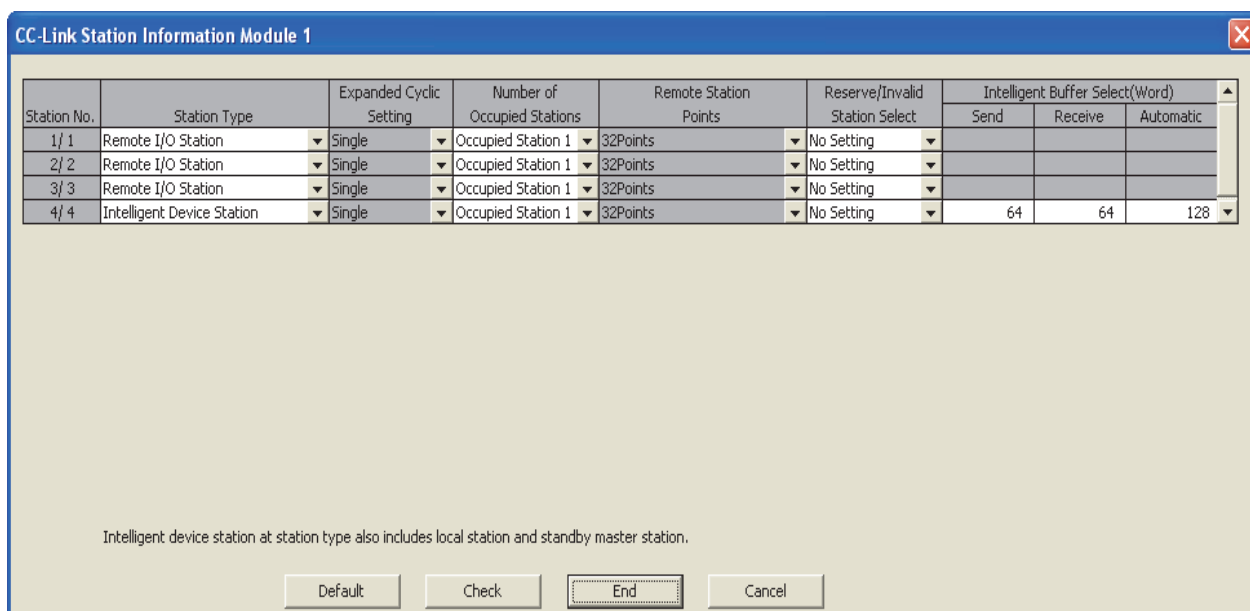 CC-Link Station Information Module 1
Expanded Cyclic Number of Remote Station Reserve/Invalid Intelligent Buffer Select(Word)
Station No. Station Type Setting Occupied Stations Points Station Select Send Receive Automatic
1/ 1 Remote I/O Station Single Occupied Station 1 32Points No Setting
2/ 2 Remote I/O Station Single Occupied Station 1 32Points No Setting
3/ 3 Remote I/O Station Single Occupied Station 1 32Points No Setting
4/ 4 Intelligent Device Station Single Occupied Station 1 32Points No Setting 64 64 128
Intelligent device station at station type also includes local station and standby master station.
Default Check End Cancel